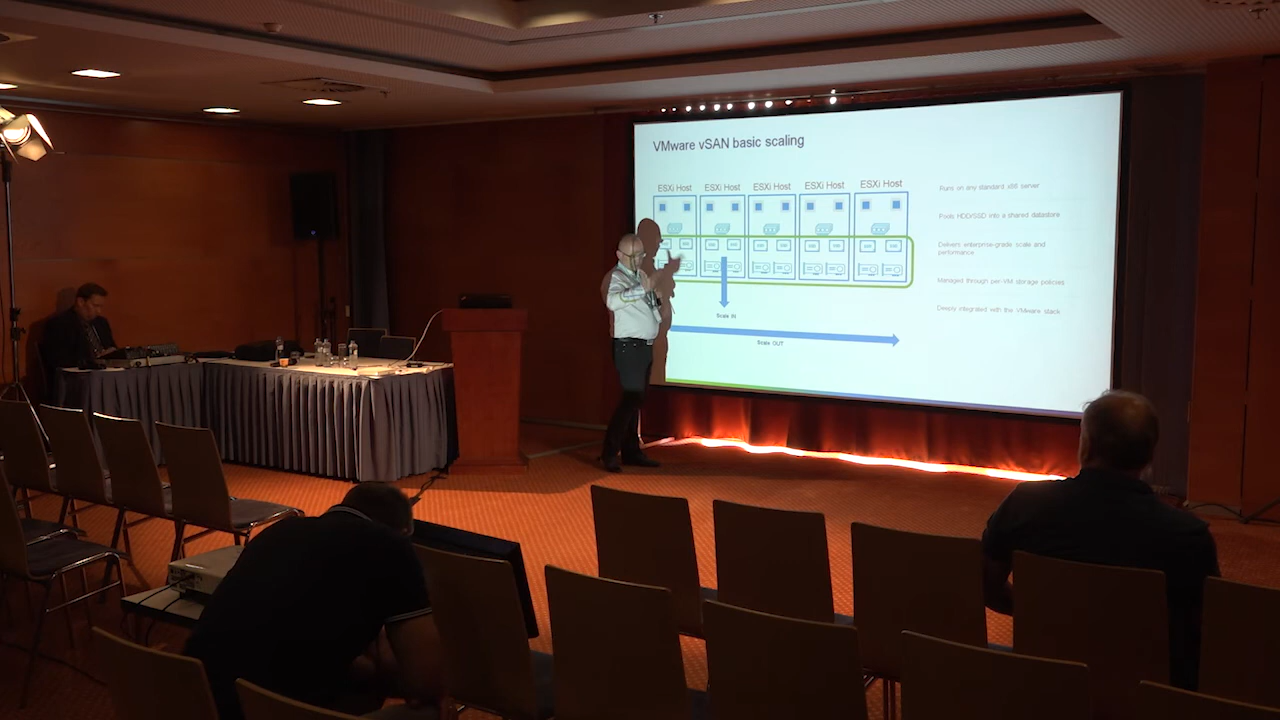 VMware vSAN basic scaling
ESXi Host ESXi Host ESXi Host ESXi Host ESXi Host
Runs on any standard x86 server
Pools HDD/SSD into a shared datastore
Delivers enterprise-grade scale and
performance
Managed through per-VM storage policies
Deeply integrated with the VMware stack
Scale IN
Scale OUT